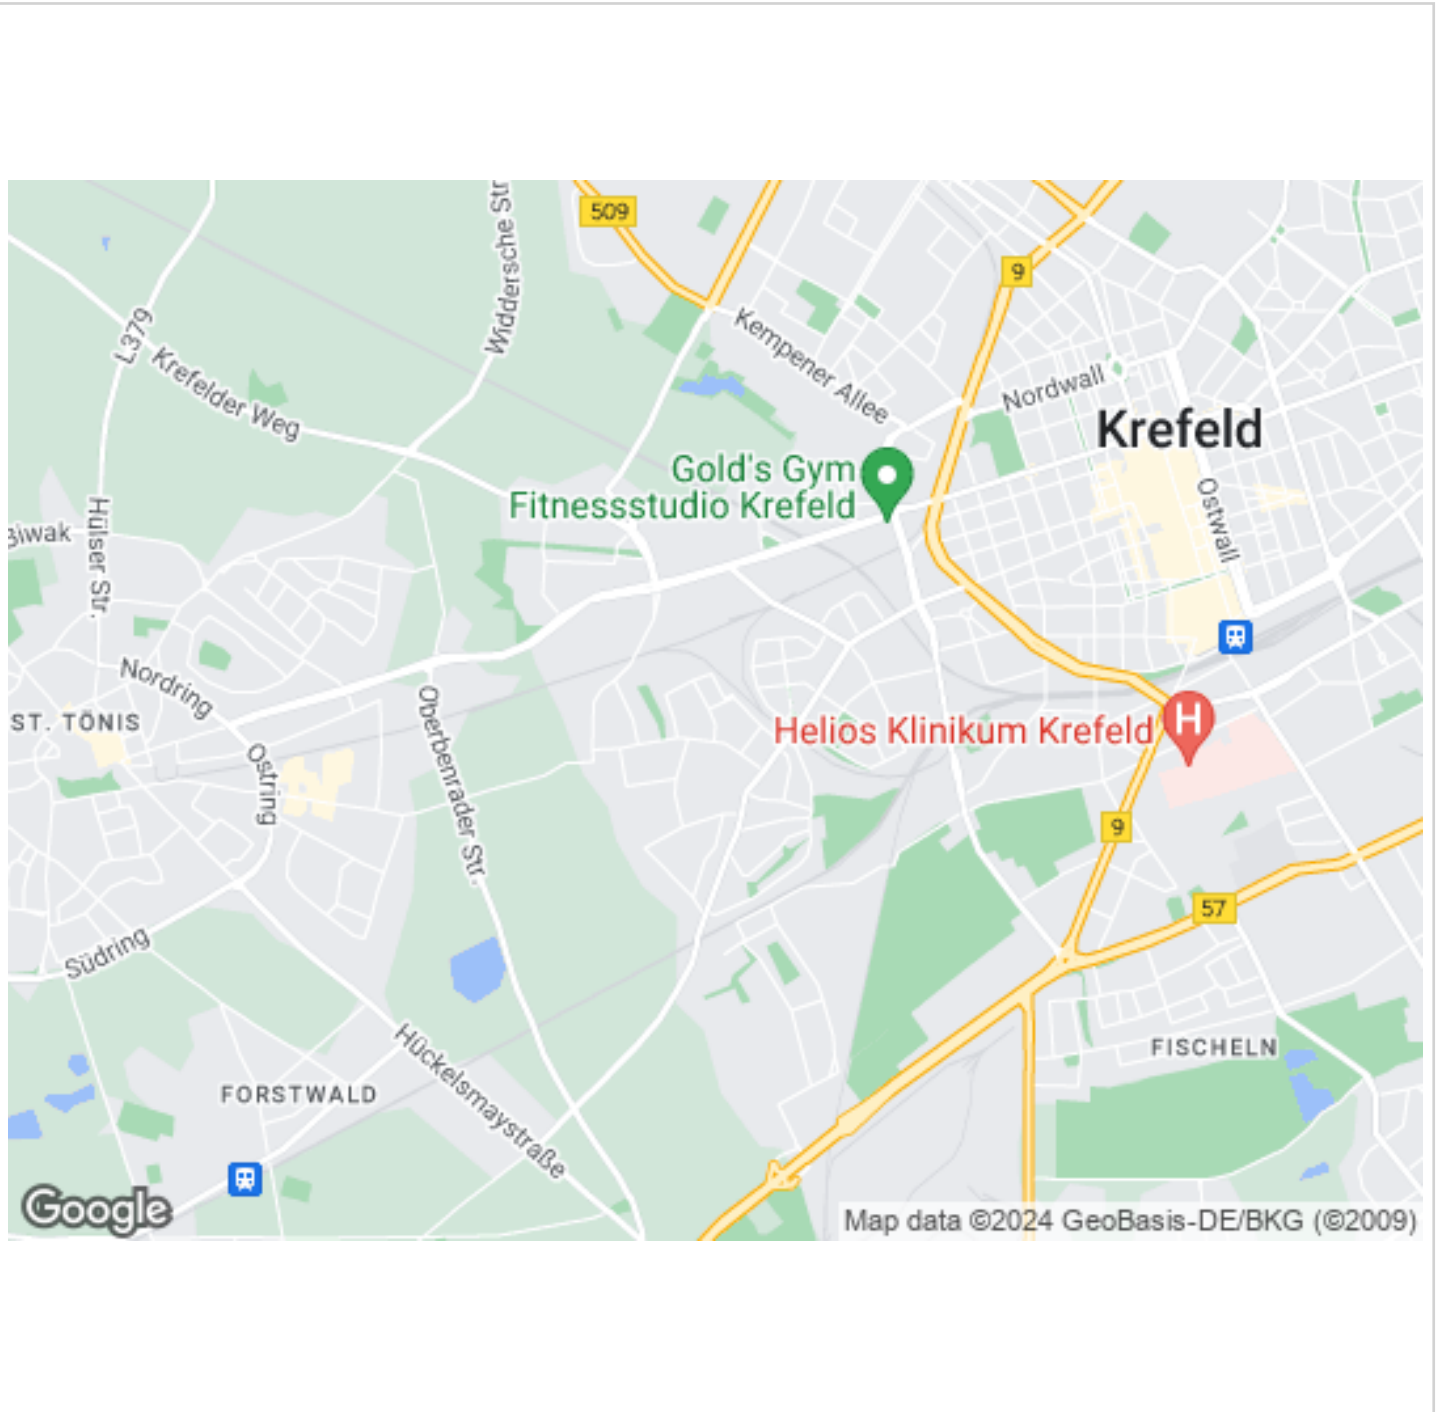 509
Widdersche Str
9
L379
Krefelder Weg
Kempener Allee
Nordwall
Krefeld
Gold's Gym
Fitnessstudio Krefeld
Ostwall
Biwak
Hülser Str.
Nordring
ST. TÖNIS
Ostring
Oberbenrader Str.
Helios Klinikum Krefeld
H
9
57
Südring
Hückelsmaystraße
FISCHELN
FORSTWALD
Google
Map data ©2024 GeoBasis-DE/BKG (©2009)